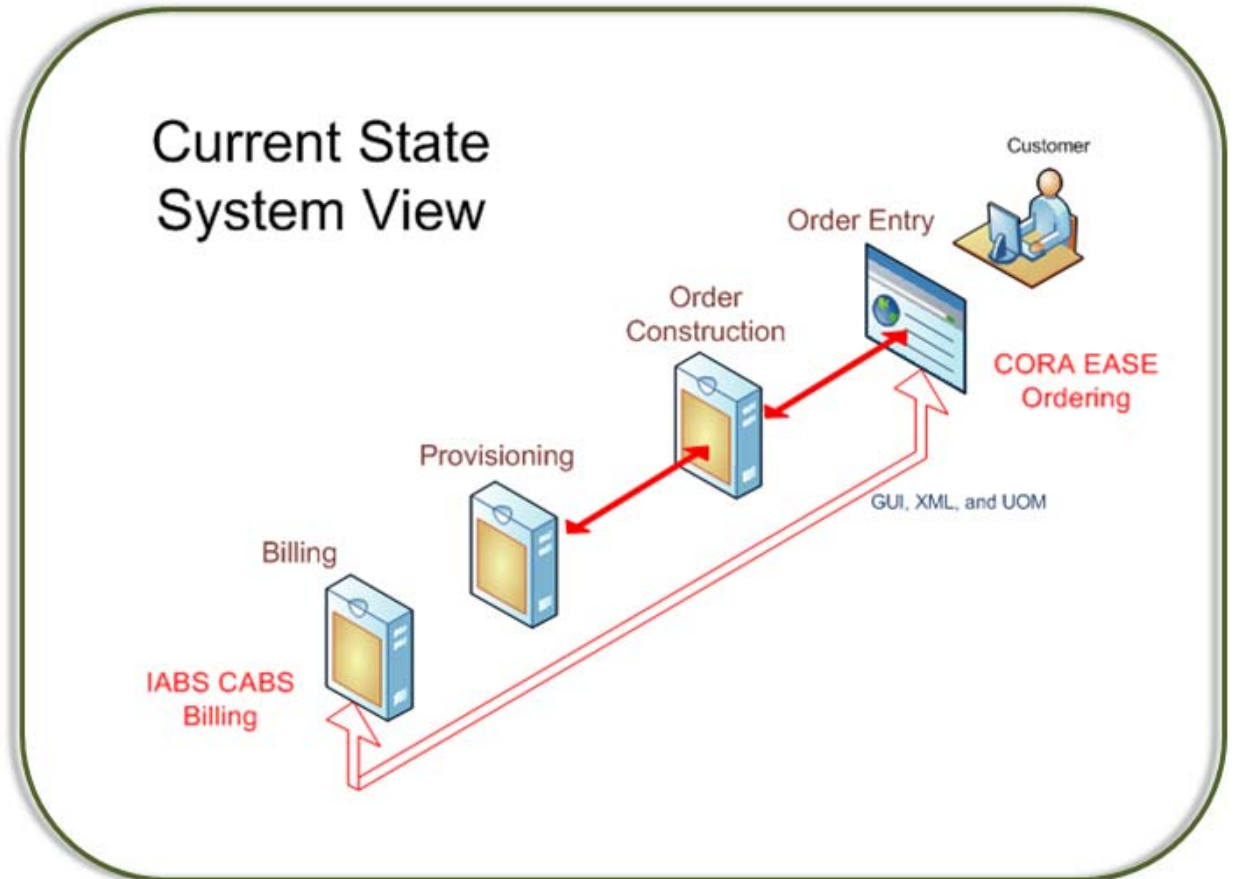 Current State
System View
Customer
Order Entry
Order
Construction
CORA EASE
Ordering
Provisioning
GUI, XML, and UOM
Billing
IABS CABS
Billing